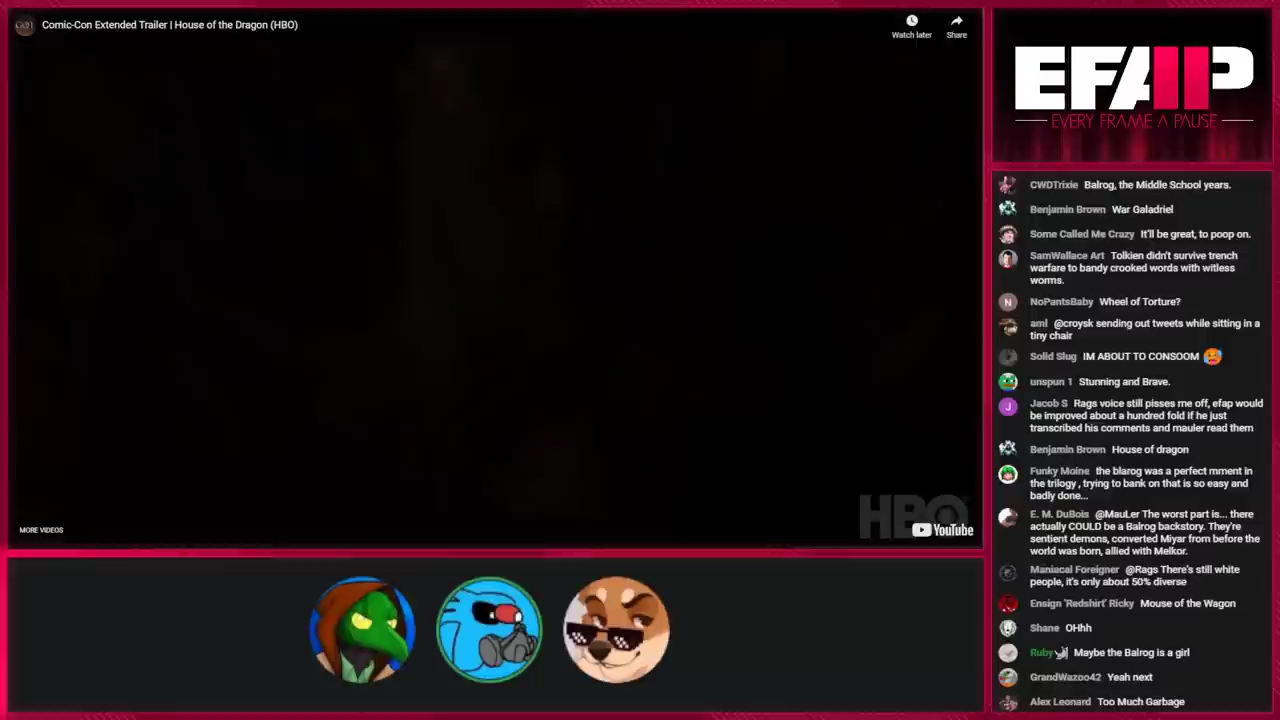 Comic-Con Extended Trailer | House of the Dragon (HBO)
Watch later
Share
MORE VIDEOS
HBO
YouTube
EFAP
EVERY FRAME A PAUSE
CWDTrixie Balrog, the Middle School years.
Benjamin Brown War Galadriel
Some Called Me Crazy It'll be great, to poop on.
SamWallace Art Tolkien didn't survive trench
warfare to bandy crooked words with witless
worms.
N
NoPantsBaby Wheel of Torture?
aml @croysk sending out tweets while sitting in a
tiny chair
Solid Slug IM ABOUT TO CONSOOM
unspun 1 Stunning and Brave.
J
Jacob S Rags voice still pisses me off, efap would
be improved about a hundred fold if he just
transcribed his comments and mauler read them
Benjamin Brown House of dragon
Funky Moine the blarog was a perfect mment in
the trilogy , trying to bank on that is so easy and
badly done...
E. M. DuBois @MauLer The worst part is... there
actually COULD be a Balrog backstory. They're
sentient demons, converted Miyar from before the
world was born, allied with Melkor.
Maniacal Foreigner @Rags There's still white
people, it's only about 50% diverse
Ensign 'Redshirt' Ricky Mouse of the Wagon
Shane OHhh
Ruby Maybe the Balrog is a girl
GrandWazoo42 Yeah next
Alex Leonard Too Much Garbage